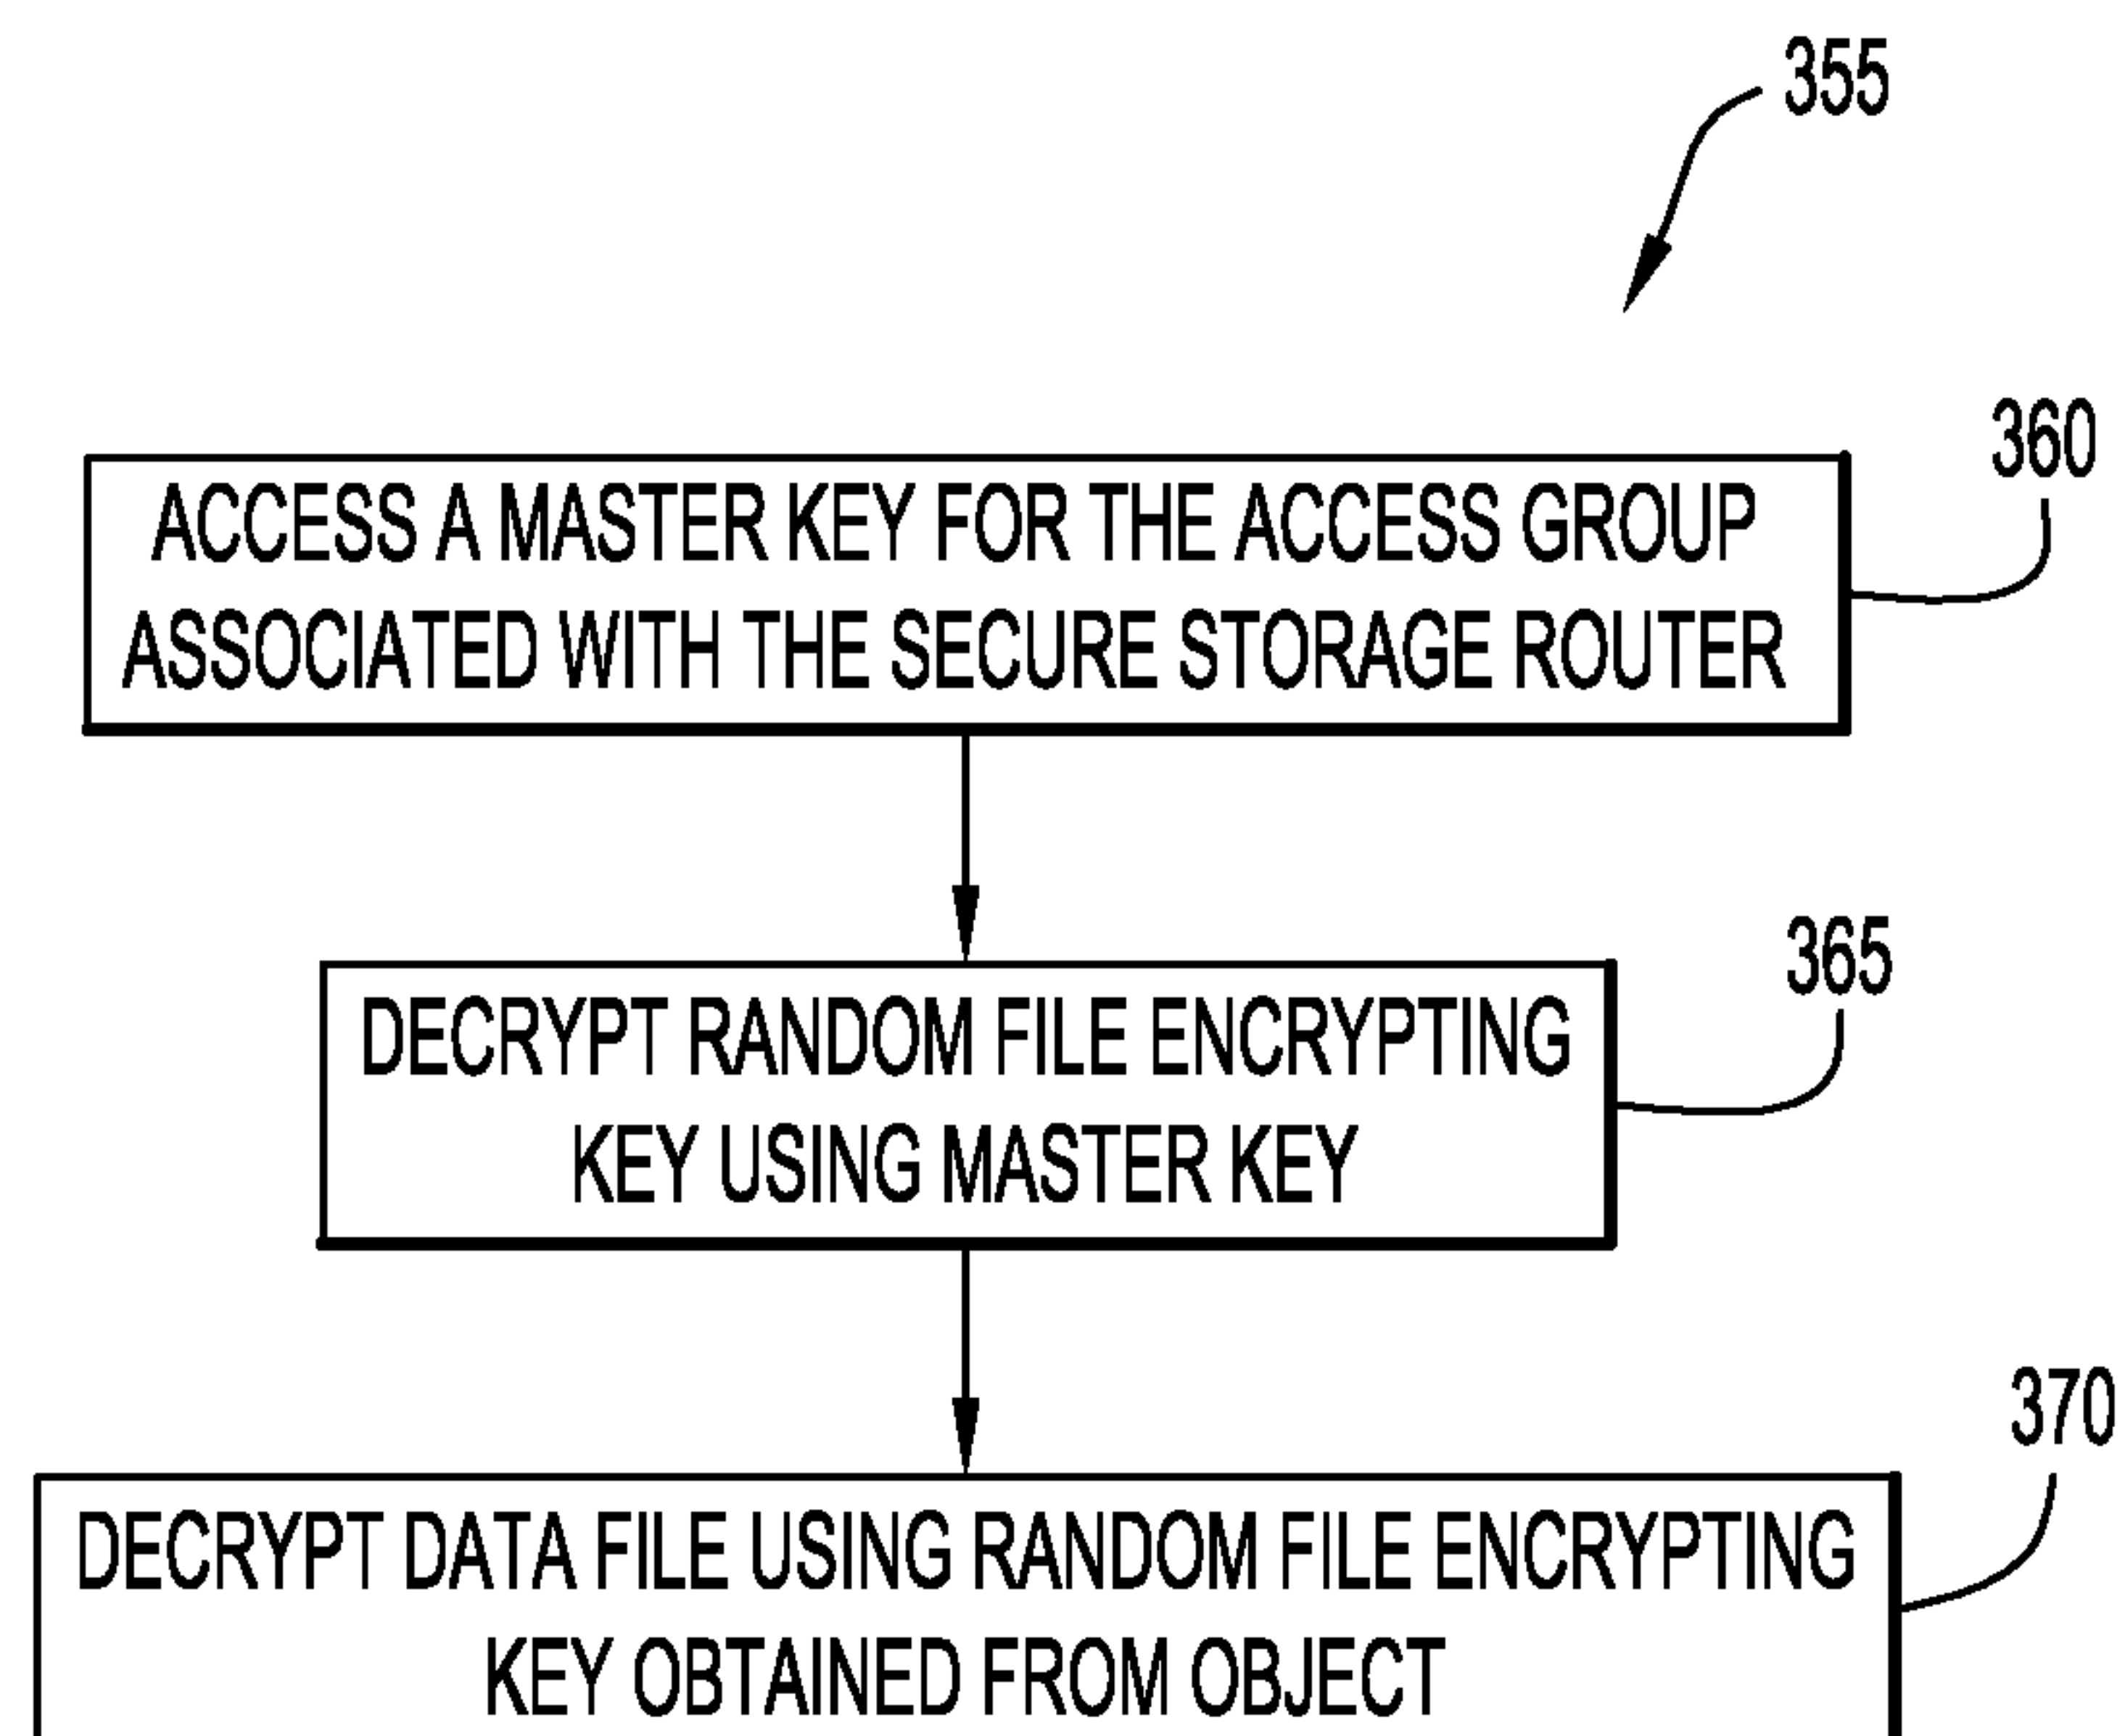 355
360
ACCESS A MASTER KEY FOR THE ACCESS GROUP
ASSOCIATED WITH THE SECURE STORAGE ROUTER
365
DECRYPT RANDOM FILE ENCRYPTING
KEY USING MASTER KEY
370
DECRYPT DATA FILE USING RANDOM FILE ENCRYPTING
KEY OBTAINED FROM OBJECT